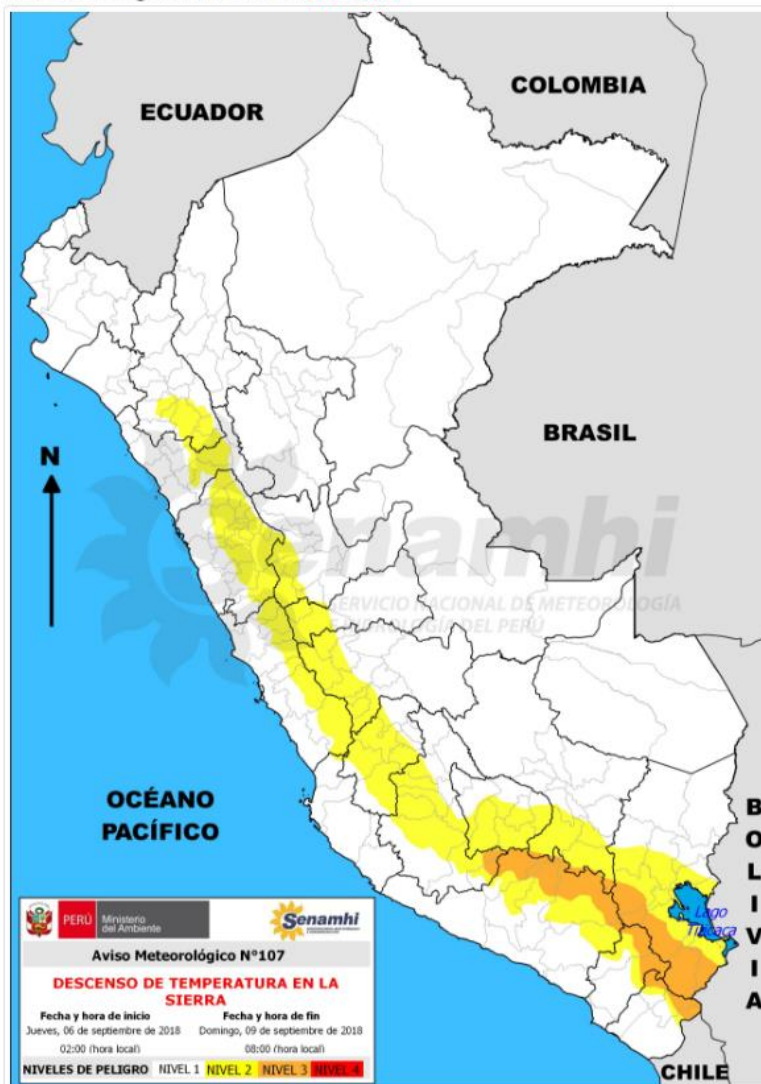 COLOMBIA
ECUADOR
BRASIL
N
Senamhi
SERVICIO NACIONAL DE METEOROLOGÍA
E HIDROLOGÍA DEL PERÚ
OCÉANO
PACÍFICO
BOLIVIA
Lago
Titicaca
CHILE
PERÚ
Ministerio
del Ambiente
Senamhi
Aviso Meteorológico N°107
DESCENSO DE TEMPERATURA EN LA
SIERRA
Fecha y hora de inicio
Fecha y hora de fin
Jueves, 06 de septiembre de 2018
Domingo, 09 de septiembre de 2018
02:00 (hora local)
08:00 (hora local)
NIVELES DE PELIGRO NIVEL 1 NIVEL 2 NIVEL 3 NIVEL 4